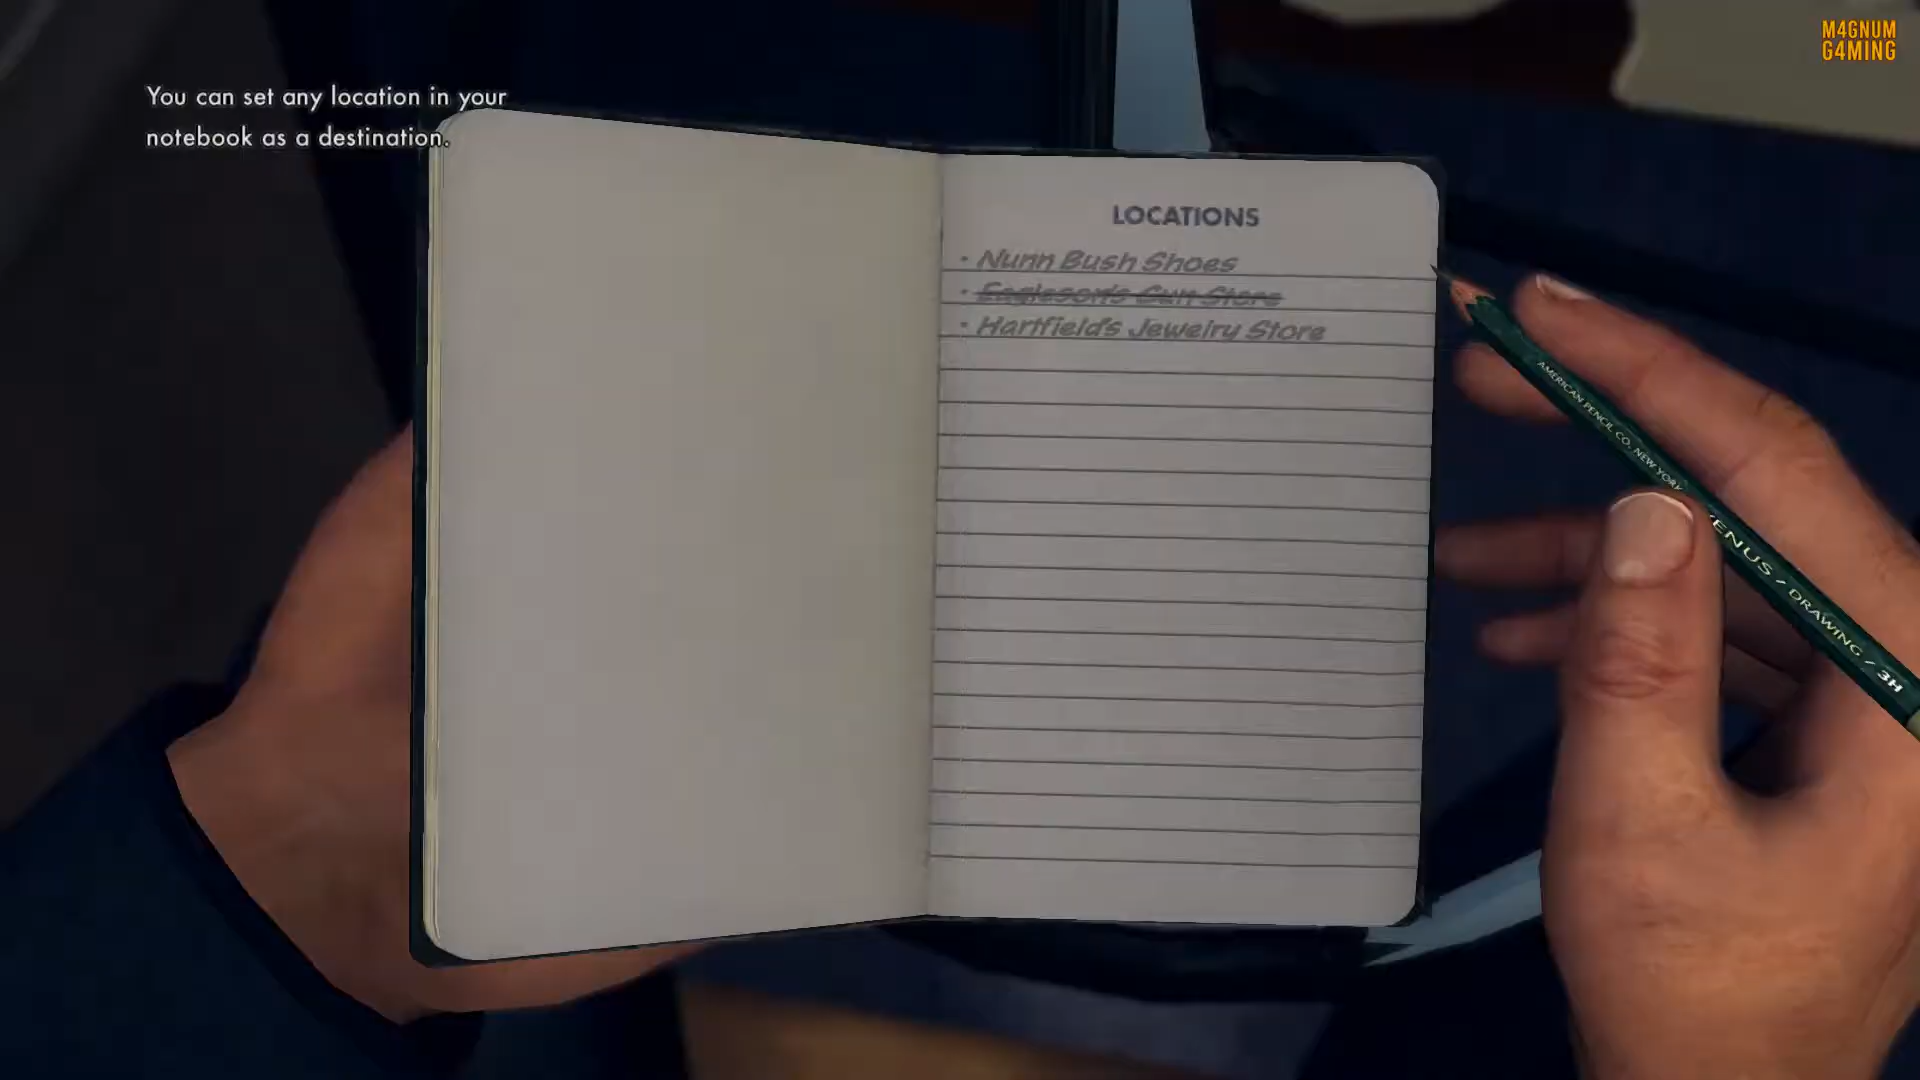 M4GNUM
G4MING
You can set any location in your
notebook as a destination.
LOCATIONS
• Nunn Bush Shoes
• Eagleson's Gun Store
• Hartfield's Jewelry Store
AMERICAN PENCIL CO. NEW YORK
VENUS / DRAWING / 3H